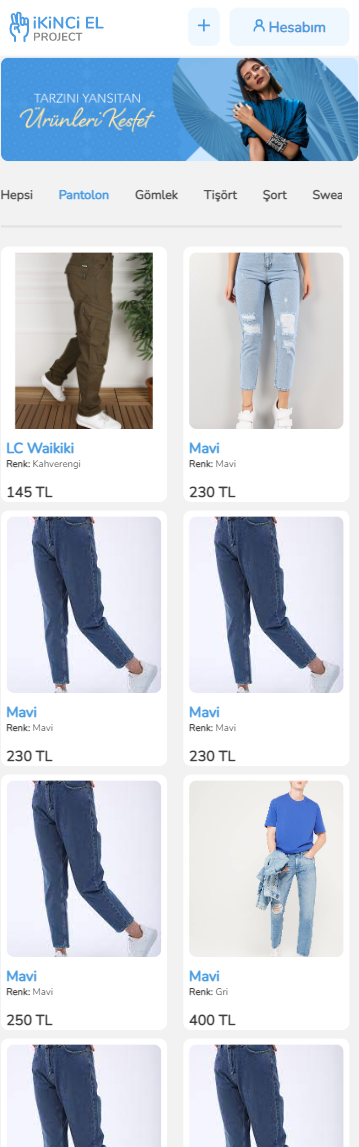 iKiNCi EL
PROJECT
+ Hesabım
TARZINI YANSITAN
Ürünleri Keşfet
Hepsi Pantolon Gömlek Tişört Şort Swea
LC Waikiki
Renk: Kahverengi
145 TL
Mavi
Renk: Mavi
230 TL
Mavi
Renk: Mavi
230 TL
Mavi
Renk: Mavi
230 TL
Mavi
Renk: Mavi
250 TL
Mavi
Renk: Gri
400 TL